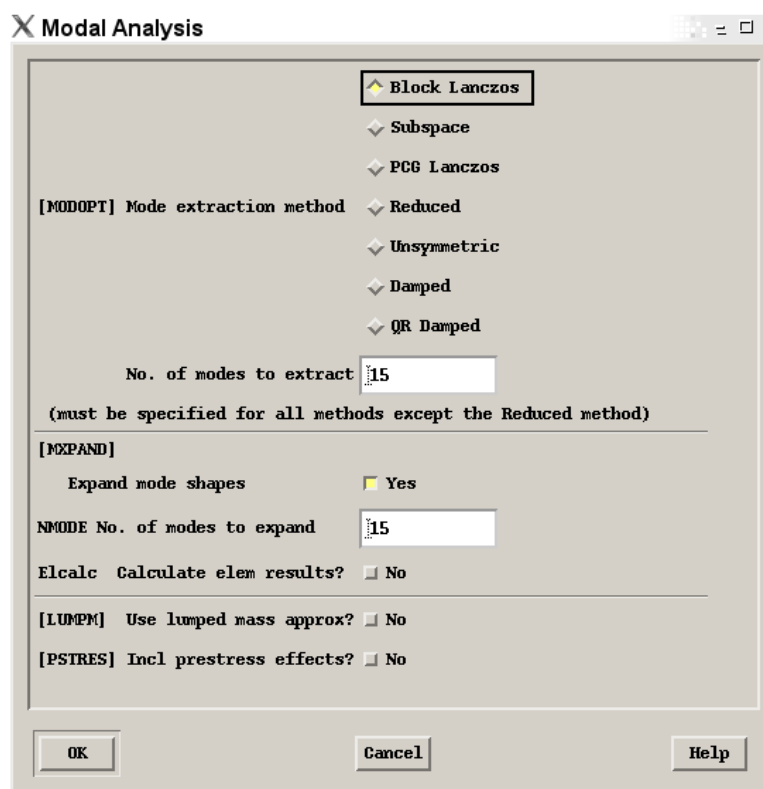 Modal Analysis
Block Lanczos
Subspace
PCG Lanczos
[MODOPT] Mode extraction method Reduced
Unsymmetric
Damped
QR Damped
No. of modes to extract 15
(must be specified for all methods except the Reduced method)
[MXPAND]
Expand mode shapes Yes
NMODE No. of modes to expand 15
Elcalc Calculate elem results? No
[LUMPM] Use lumped mass approx? No
[PSTRES] Incl prestress effects? No
OK Cancel Help